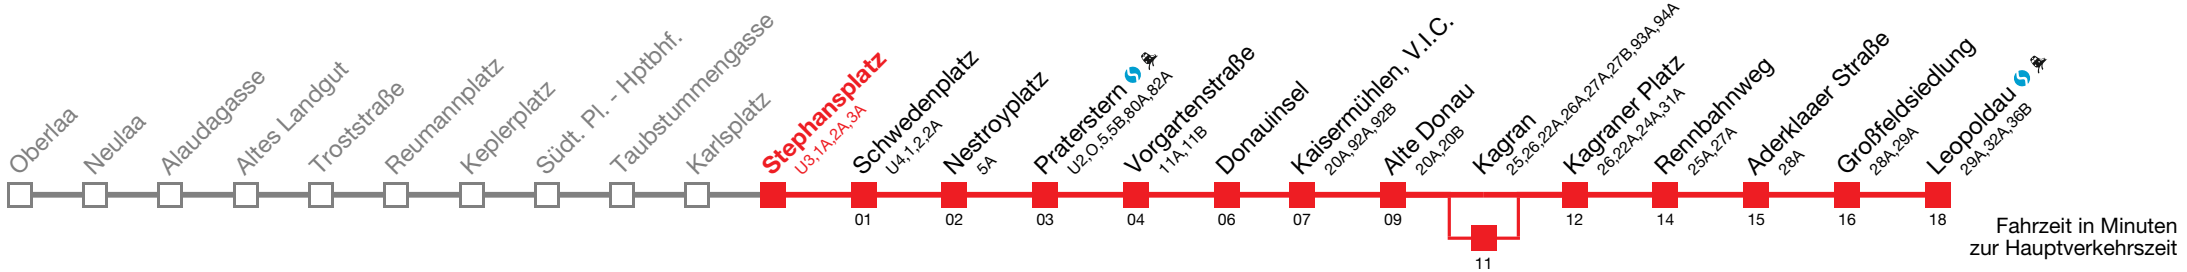 Oberlaa
Neulaa
Alaudagasse
Altes Landgut
Troststraße
Reumannplatz
Keplerplatz
Südt. Pl. - Hptbhf.
Taubstummengasse
Karlsplatz
Stephansplatz
U3,1A,2A,3A
Schwedenplatz
U4,1,2,2A
01
Nestroyplatz
5A
02
Praterstern
U2,O,5,5B,80A,82A
03
Vorgartenstraße
11A,11B
04
Donauinsel
06
Kaisermühlen, V.I.C.
20A,92A,92B
07
Alte Donau
20A,20B
09
Kagran
25,26,22A,26A,27A,27B,93A,94A
11
Kagraner Platz
26,22A,24A,31A
12
Rennbahnweg
25A,27A
14
Aderklaaer Straße
28A
15
Großfeldsiedlung
28A,29A
16
Leopoldau
29A,32A,36B
18
Fahrzeit in Minuten
zur Hauptverkehrszeit